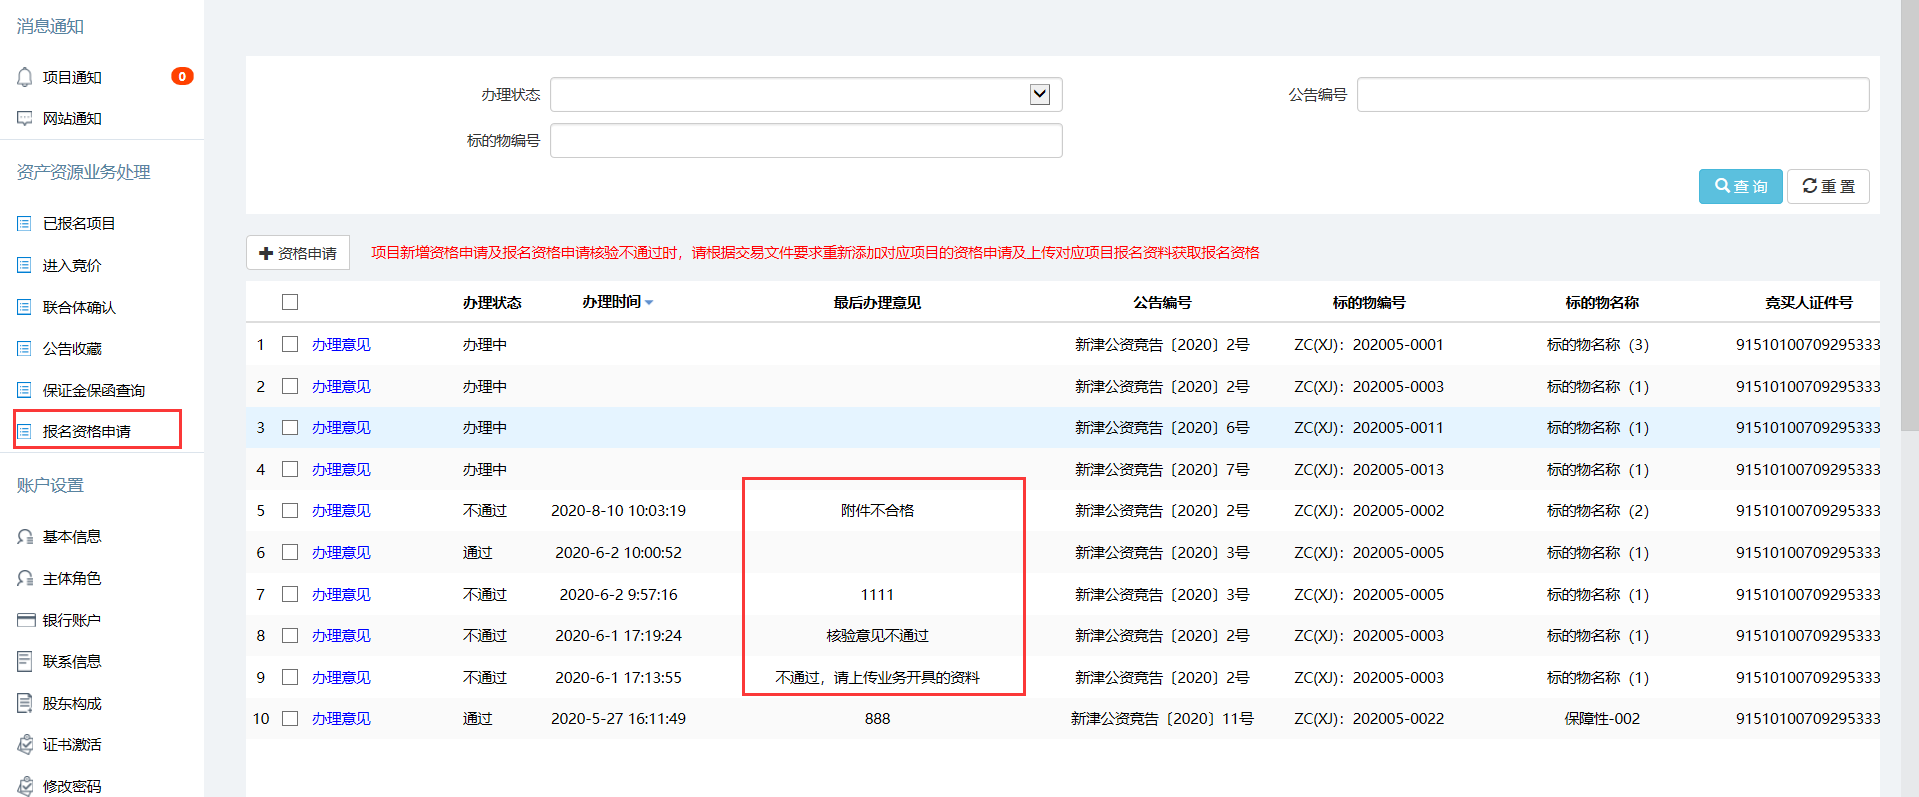 消息通知
项目通知 0
网站通知
资产资源业务处理
已报名项目
进入竞价
联合体确认
公告收藏
保证金保函查询
报名资格申请
账户设置
基本信息
主体角色
银行账户
联系信息
股东构成
证书激活
修改密码
办理状态 公告编号
标的物编号
查 询 重 置
资格申请 项目新增资格申请及报名资格申请核验不通过时，请根据交易文件要求重新添加对应项目的资格申请及上传对应项目报名资料获取报名资格
办理状态 办理时间 最后办理意见 公告编号 标的物编号 标的物名称 竞买人证件号
1 办理意见 办理中 新津公资竞告〔2020〕2号 ZC(XJ)：202005-0001 标的物名称（3） 91510100709295333
2 办理意见 办理中 新津公资竞告〔2020〕2号 ZC(XJ)：202005-0003 标的物名称（1） 91510100709295333
3 办理意见 办理中 新津公资竞告〔2020〕6号 ZC(XJ)：202005-0011 标的物名称（1） 91510100709295333
4 办理意见 办理中 新津公资竞告〔2020〕7号 ZC(XJ)：202005-0013 标的物名称（1） 91510100709295333
5 办理意见 不通过 2020-8-10 10:03:19 附件不合格 新津公资竞告〔2020〕2号 ZC(XJ)：202005-0002 标的物名称（2） 91510100709295333
6 办理意见 通过 2020-6-2 10:00:52 新津公资竞告〔2020〕3号 ZC(XJ)：202005-0005 标的物名称（1） 91510100709295333
7 办理意见 不通过 2020-6-2 9:57:16 1111 新津公资竞告〔2020〕3号 ZC(XJ)：202005-0005 标的物名称（1） 91510100709295333
8 办理意见 不通过 2020-6-1 17:19:24 核验意见不通过 新津公资竞告〔2020〕2号 ZC(XJ)：202005-0003 标的物名称（1） 91510100709295333
9 办理意见 不通过 2020-6-1 17:13:55 不通过，请上传业务开具的资料 新津公资竞告〔2020〕2号 ZC(XJ)：202005-0003 标的物名称（1） 91510100709295333
10 办理意见 通过 2020-5-27 16:11:49 888 新津公资竞告〔2020〕11号 ZC(XJ)：202005-0022 保障性-002 91510100709295333